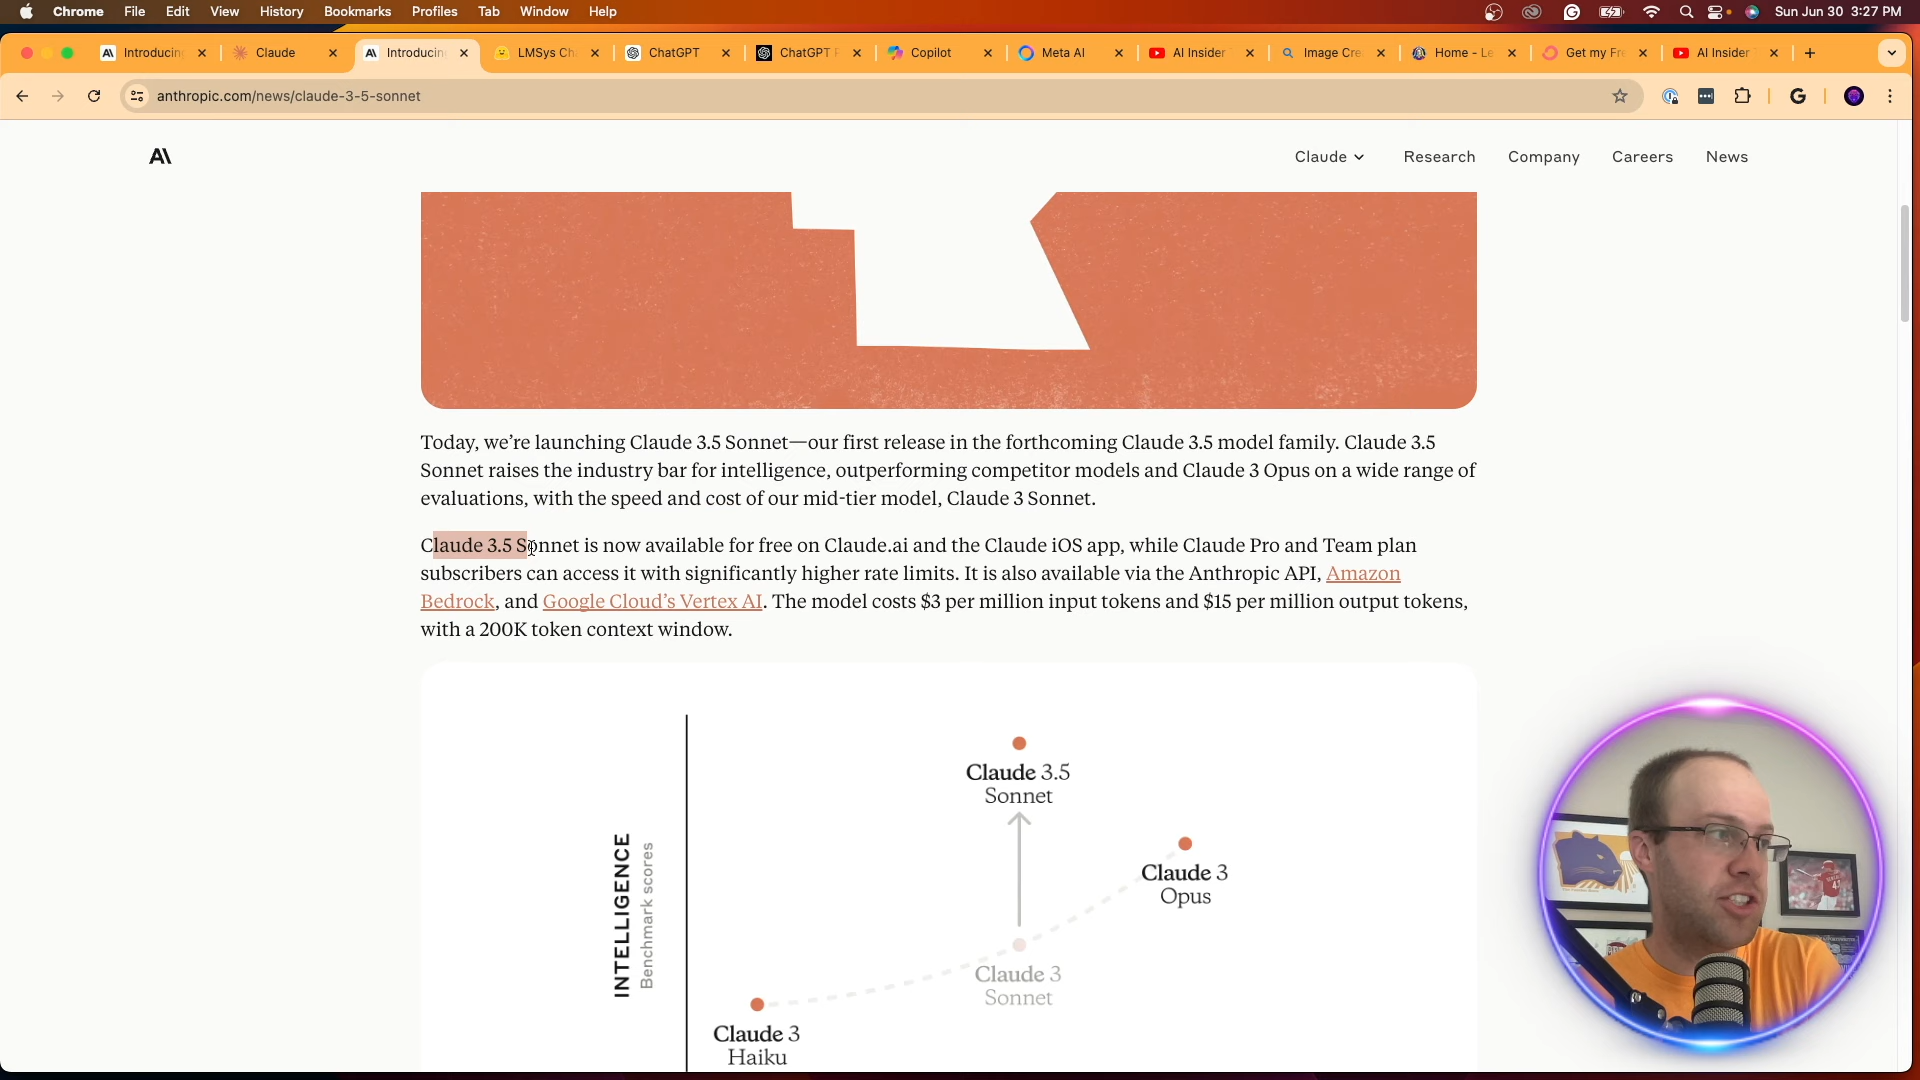 Chrome File Edit View History Bookmarks Profiles Tab Window Help Sun Jun 30 3:27 PM
Introducing Claude Introducin LMSys Ch ChatGPT ChatGPT Copilot Meta AI AI Insider Image Cre Home - Le Get my Fre AI Insider
anthropic.com/news/claude-3-5-sonnet
Claude Research Company Careers News
Today, we're launching Claude 3.5 Sonnet—our first release in the forthcoming Claude 3.5 model family. Claude 3.5
Sonnet raises the industry bar for intelligence, outperforming competitor models and Claude 3 Opus on a wide range of
evaluations, with the speed and cost of our mid-tier model, Claude 3 Sonnet.
Claude 3.5 Sonnet is now available for free on Claude.ai and the Claude iOS app, while Claude Pro and Team plan
subscribers can access it with significantly higher rate limits. It is also available via the Anthropic API, Amazon
Bedrock, and Google Cloud's Vertex AI. The model costs $3 per million input tokens and $15 per million output tokens,
with a 200K token context window.
INTELLIGENCE
Benchmark scores
Claude 3.5
Sonnet
Claude 3
Opus
Claude 3
Sonnet
Claude 3
Haiku